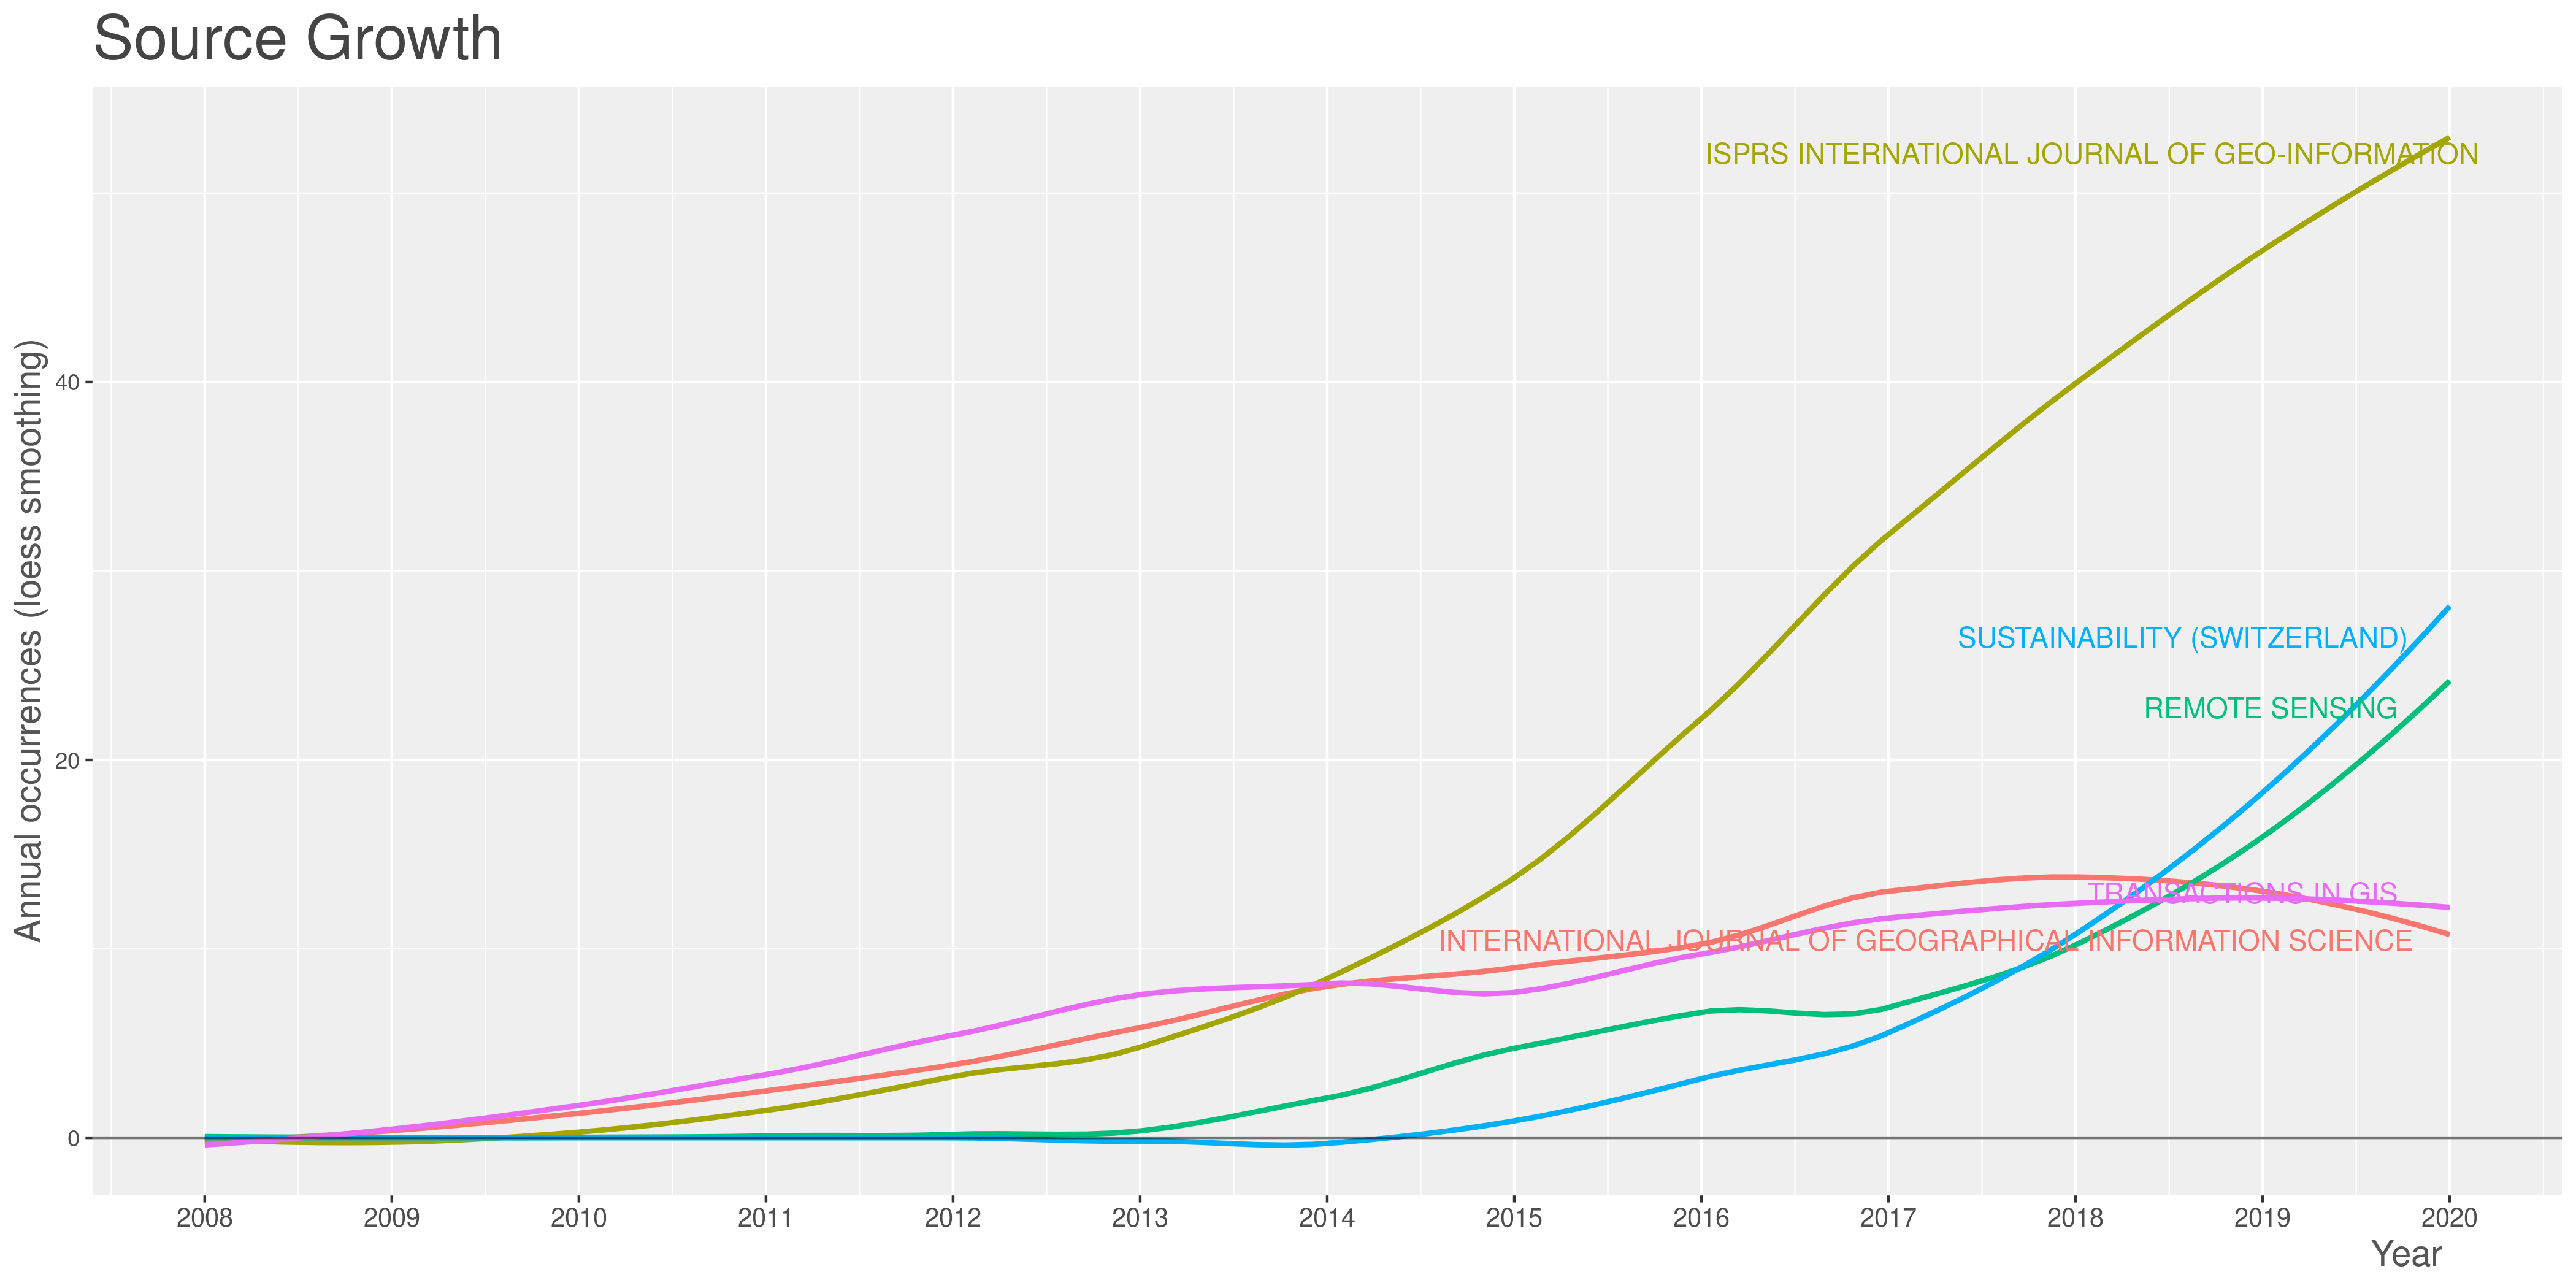 Source Growth
Annual occurrences (loess smoothing)
ISPRS INTERNATIONAL JOURNAL OF GEO-INFORMATION
40
SUSTAINABILITY (SWITZERLAND)
REMOTE SENSING
20
TRANSACTIONS IN GIS
INTERNATIONAL JOURNAL OF GEOGRAPHICAL INFORMATION SCIENCE
0
2008 2009 2010 2011 2012 2013 2014 2015 2016 2017 2018 2019 2020
Year